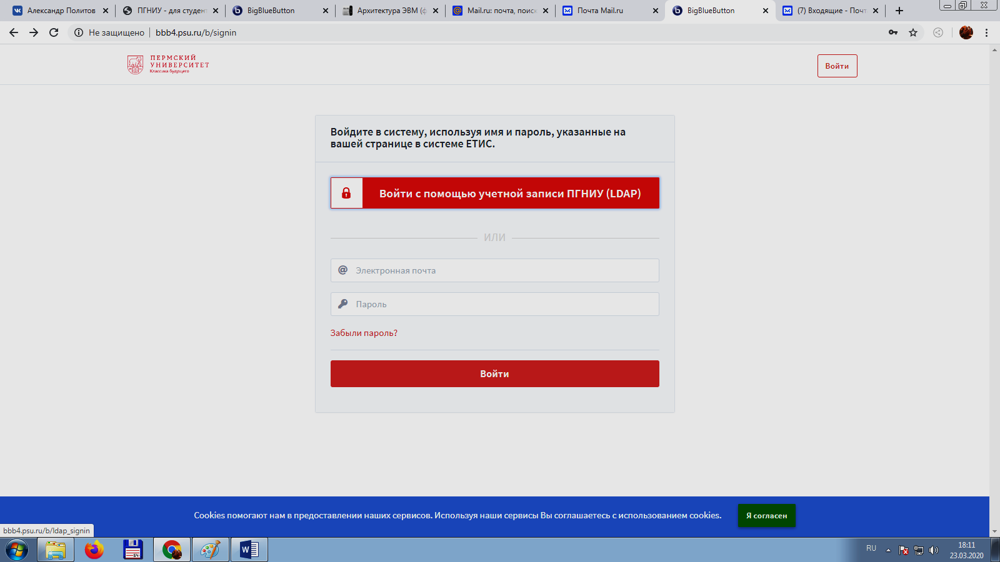 Александр Политов
ПГНИУ - для студент
BigBlueButton
Архитектура ЭВМ (ф
Mail.ru: почта, поиск
Почта Mail.ru
BigBlueButton
(7) Входящие - Почт
Не защищено
bbb4.psu.ru/b/signin
ПЕРМСКИЙ
УНИВЕРСИТЕТ
Классика будущего
Войти
Войдите в систему, используя имя и пароль, указанные на
вашей странице в системе ЕТИС.
Войти с помощью учетной записи ПГНИУ (LDAP)
ИЛИ
Электронная почта
Пароль
Забыли пароль?
Войти
Cookies помогают нам в предоставлении наших сервисов. Используя наши сервисы Вы соглашаетесь с использованием cookies.
Я согласен
bbb4.psu.ru/b/ldap_signin
64
W
RU
18:11
23.03.2020